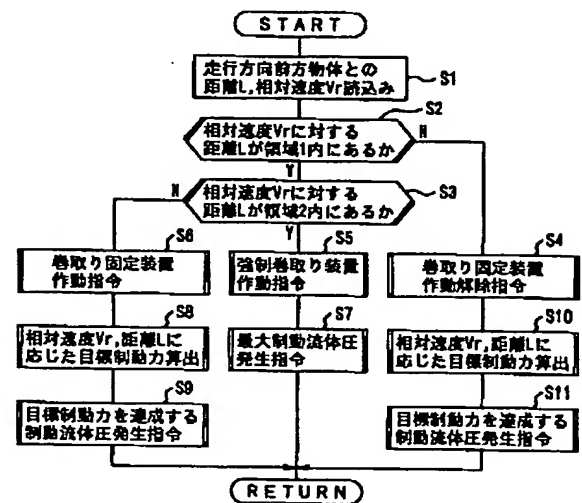 START
走行方向前方物体との
距離L,相対速度Vr読込み
S1
S2
相対速度Vrに対する
距離Lが領域1内にあるか
N
Y
S3
N
相対速度Vrに対する
距離Lが領域2内にあるか
Y
S6
巻取り固定装置
作動指令
S5
強制巻取り装置
作動指令
S4
巻取り固定装置
作動解除指令
S8
相対速度Vr,距離Lに
応じた目標制動力算出
S7
最大制動流体圧
発生指令
S10
相対速度Vr,距離Lに
応じた目標制動力算出
S9
目標制動力を達成する
制動流体圧発生指令
S11
目標制動力を達成する
制動流体圧発生指令
RETURN